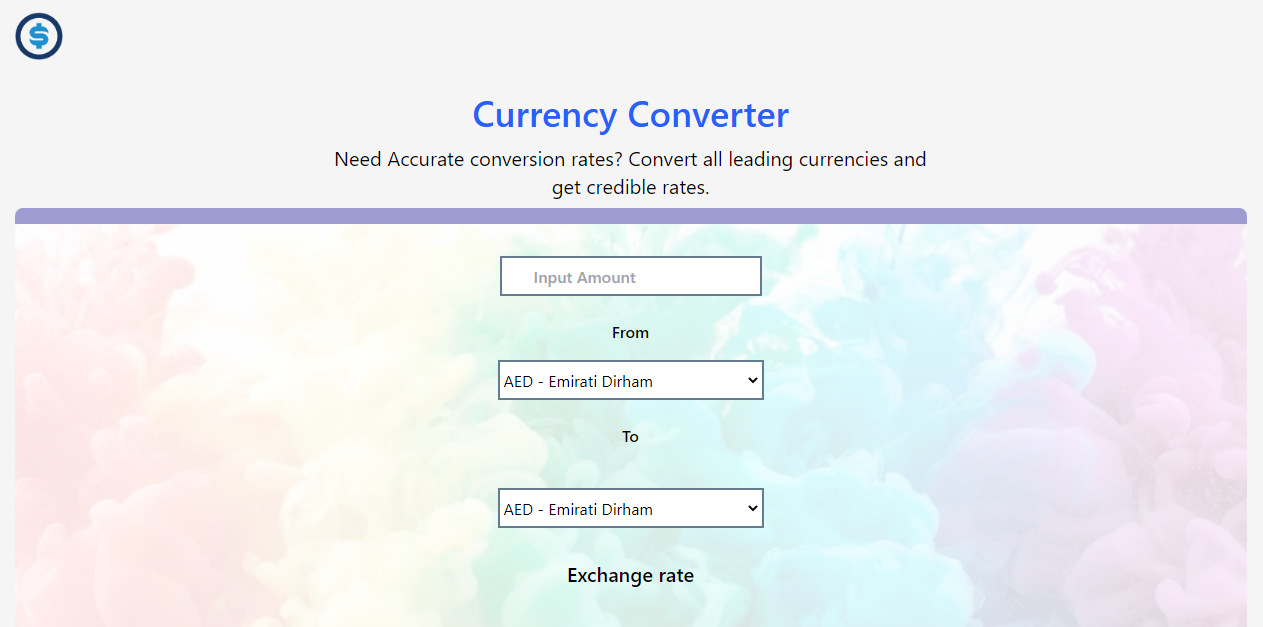 $
Currency Converter
Need Accurate conversion rates? Convert all leading currencies and
get credible rates.
Input Amount
From
AED - Emirati Dirham
To
AED - Emirati Dirham
Exchange rate